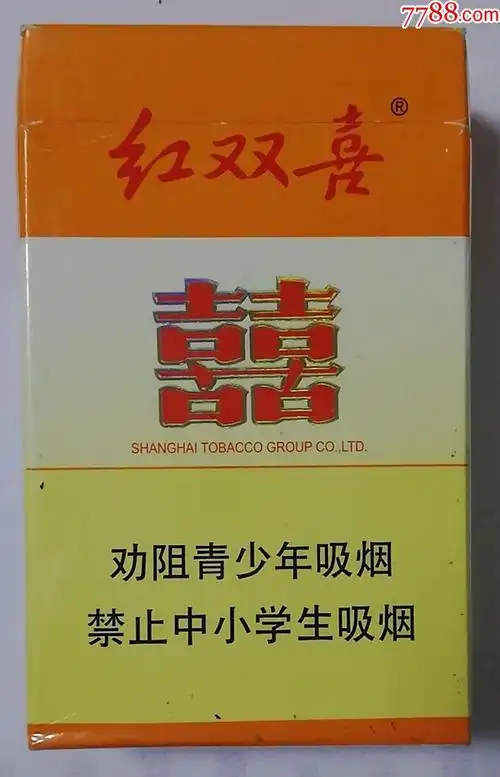 7788.com
红双喜®
囍
SHANGHAI TOBACCO GROUP CO.,LTD.
劝阻青少年吸烟
禁止中小学生吸烟